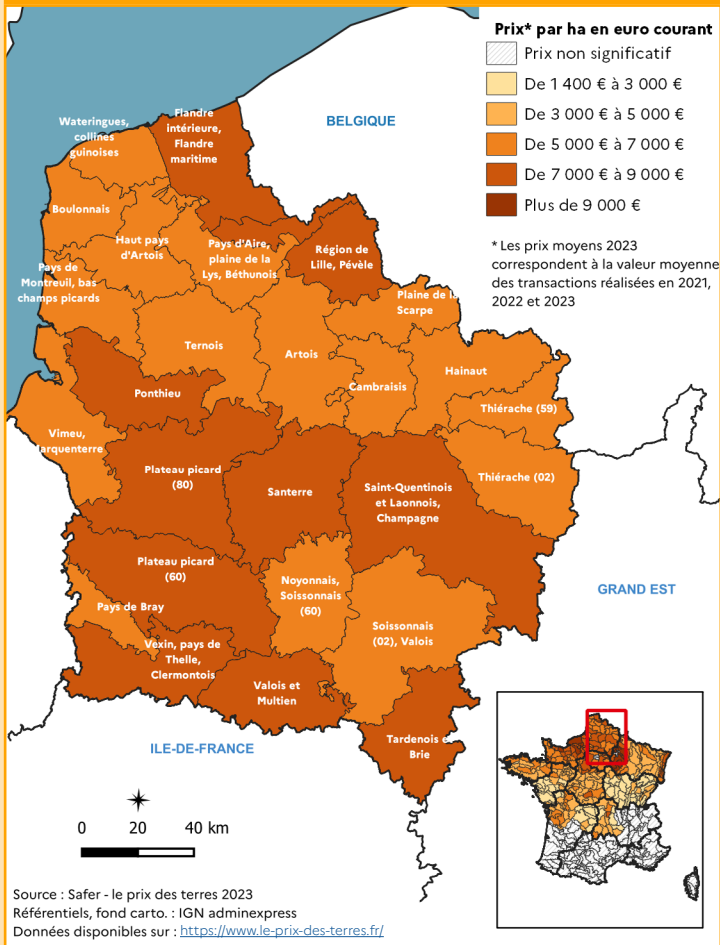 Prix* par ha en euro courant
Prix non significatif
De 1 400 € à 3 000 €
De 3 000 € à 5 000 €
De 5 000 € à 7 000 €
De 7 000 € à 9 000 €
Plus de 9 000 €
* Les prix moyens 2023
correspondent à la valeur moyenne
des transactions réalisées en 2021,
2022 et 2023
BELGIQUE
Flandre
intérieure,
Flandre
maritime
Wateringues,
collines
guinoises
Boulonnais
Haut pays
d'Artois
Pays d'Aire,
plaine de la
Lys, Béthunois
Région de
Lille, Pévèle
Pays de
Montreuil, bas
champs picards
Plaine de la
Scarpe
Ternois
Artois
Hainaut
Cambraisis
Ponthieu
Thiérache (59)
Vimeu,
arquenterre
Plateau picard
(80)
Santerre
Saint-Quentinois
et Laonnois,
Champagne
Thiérache (02)
Plateau picard
(60)
Noyonnais,
Soissonnais
(60)
GRAND EST
Pays de Bray
Soissonnais
(02), Valois
Vexin, pays de
Thelle,
Clermontois
Valois et
Multien
Tardenois e
Brie
ILE-DE-FRANCE
0 20 40 km
Source : Safer - le prix des terres 2023
Référentiels, fond carto. : IGN adminexpress
Données disponibles sur : https://www.le-prix-des-terres.fr/